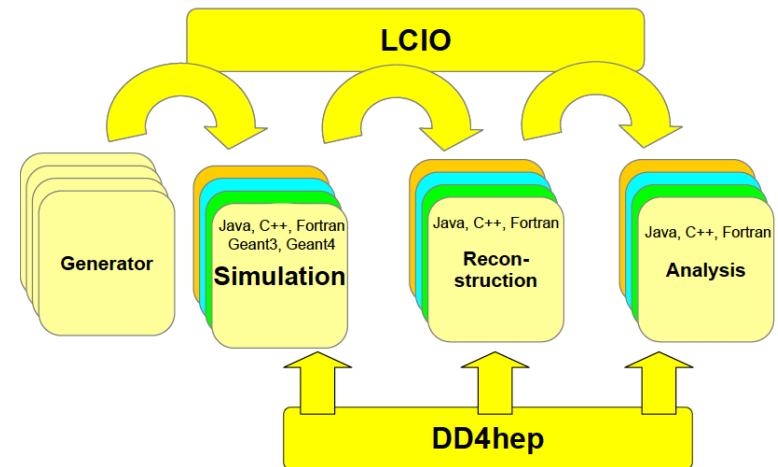 LCIO
Generator
Java, C++, Fortran
Geant3, Geant4
Simulation
Java, C++, Fortran
Recon-
struction
Java, C++, Fortran
Analysis
DD4hep